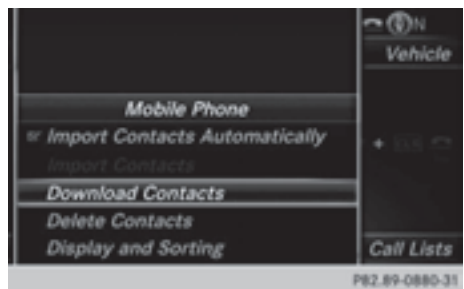 N
Vehicle
Mobile Phone
Import Contacts Automatically
Import Contacts
Download Contacts
Delete Contacts
Display and Sorting
Call Lists
P82.89-0880-31